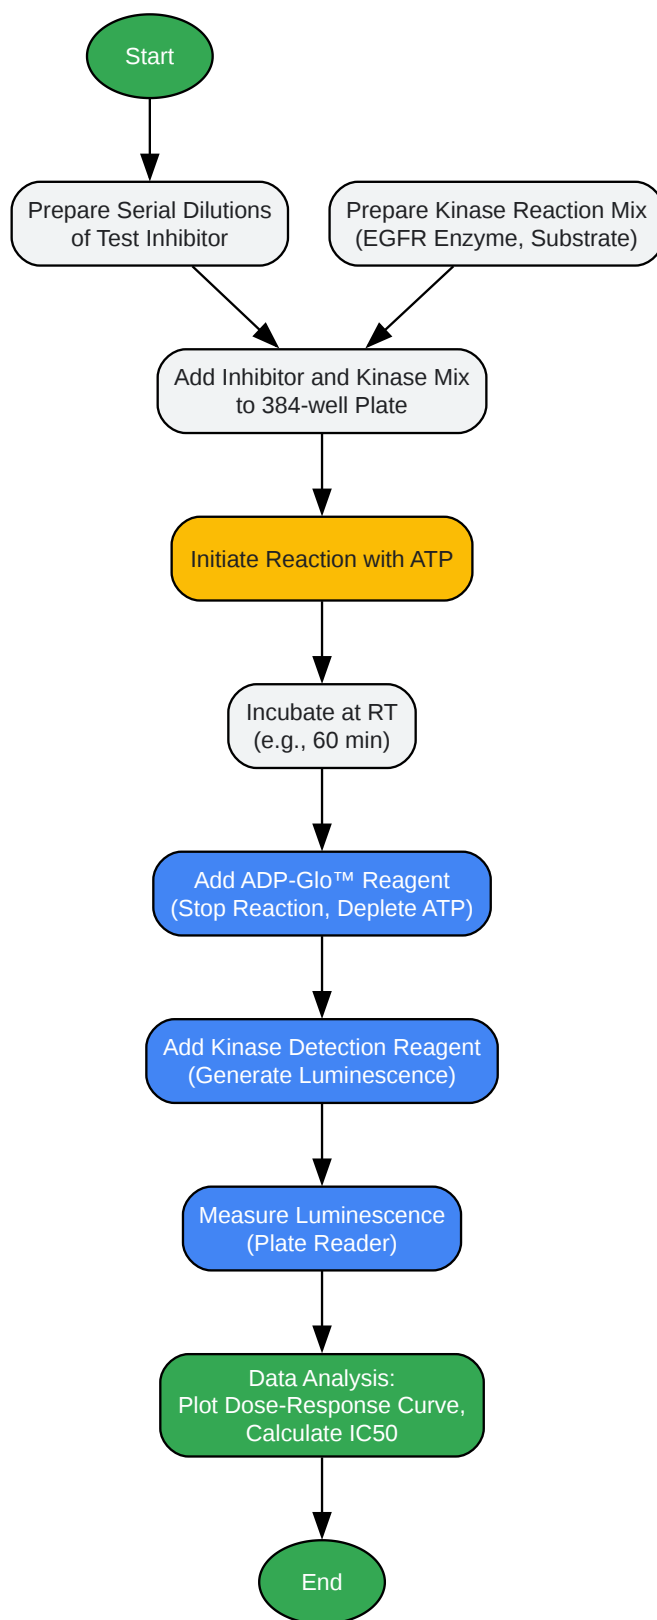 Start
Prepare Serial Dilutions
of Test Inhibitor
Prepare Kinase Reaction Mix
(EGFR Enzyme, Substrate)
Add Inhibitor and Kinase Mix
to 384-well Plate
Initiate Reaction with ATP
Incubate at RT
(e.g., 60 min)
Add ADP-Glo™ Reagent
(Stop Reaction, Deplete ATP)
Add Kinase Detection Reagent
(Generate Luminescence)
Measure Luminescence
(Plate Reader)
Data Analysis:
Plot Dose-Response Curve,
Calculate IC50
End